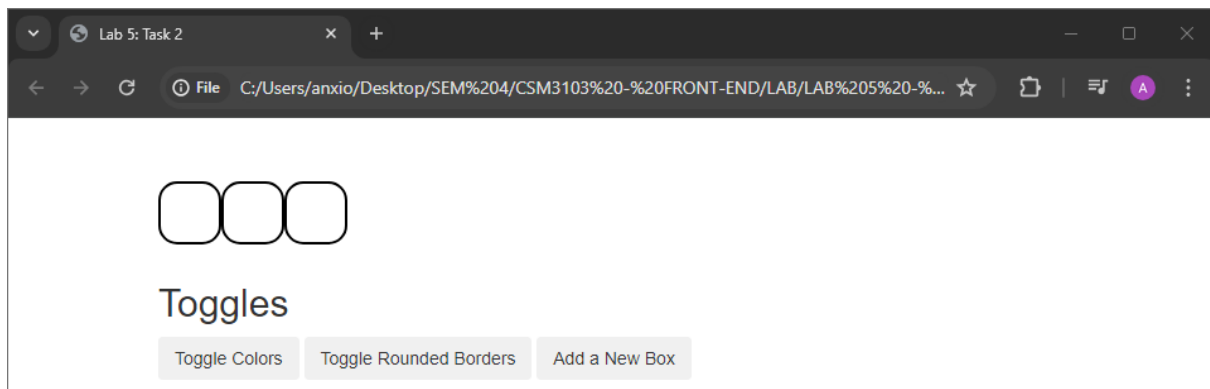 Lab 5: Task 2
File C:/Users/anxio/Desktop/SEM%204/CSM3103%20-%20FRONT-END/LAB/LAB%205%20-%...
A
Toggles
Toggle Colors Toggle Rounded Borders Add a New Box